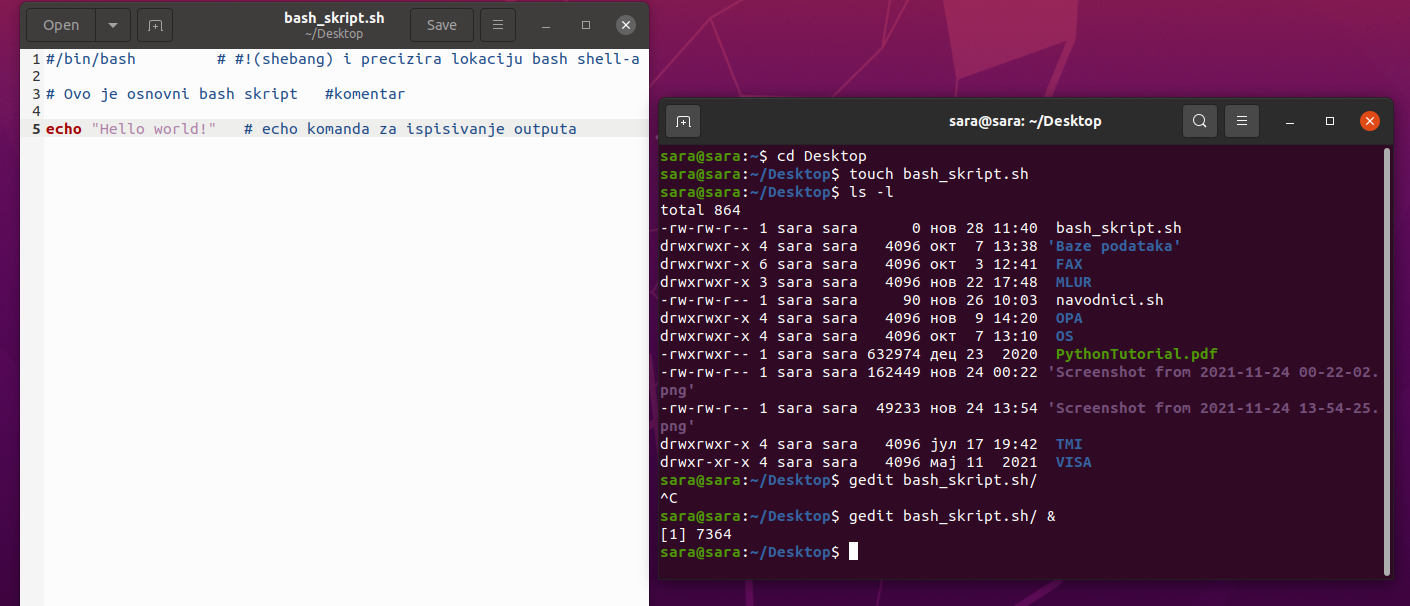 Open
bash_skript.sh
~/Desktop
Save
1 #/bin/bash         # #!(shebang) i precizira lokaciju bash shell-a
2
3 # Ovo je osnovni bash skript   #komentar
4
5 echo "Hello world!"   # echo komanda za ispisivanje outputa
sara@sara: ~/Desktop
sara@sara:~$ cd Desktop
sara@sara:~/Desktop$ touch bash_skript.sh
sara@sara:~/Desktop$ ls -l
total 864
-rw-rw-r-- 1 sara sara      0 нов 28 11:40  bash_skript.sh
drwxrwxr-x 4 sara sara   4096 окт  7 13:38 'Baze podataka'
drwxrwxr-x 6 sara sara   4096 окт  3 12:41  FAX
drwxrwxr-x 3 sara sara   4096 нов 22 17:48  MLUR
-rw-rw-r-- 1 sara sara     90 нов 26 10:03  navodnici.sh
drwxrwxr-x 4 sara sara   4096 нов  9 14:20  OPA
drwxrwxr-x 4 sara sara   4096 окт  7 13:10  OS
-rwxrwxr-- 1 sara sara 632974 дец 23  2020  PythonTutorial.pdf
-rw-rw-r-- 1 sara sara 162449 нов 24 00:22 'Screenshot from 2021-11-24 00-22-02.
png'
-rw-rw-r-- 1 sara sara  49233 нов 24 13:54 'Screenshot from 2021-11-24 13-54-25.
png'
drwxrwxr-x 4 sara sara   4096 јул 17 19:42  TMI
drwxr-xr-x 4 sara sara   4096 мај 11  2021  VISA
sara@sara:~/Desktop$ gedit bash_skript.sh/
^C
sara@sara:~/Desktop$ gedit bash_skript.sh/ &
[1] 7364
sara@sara:~/Desktop$